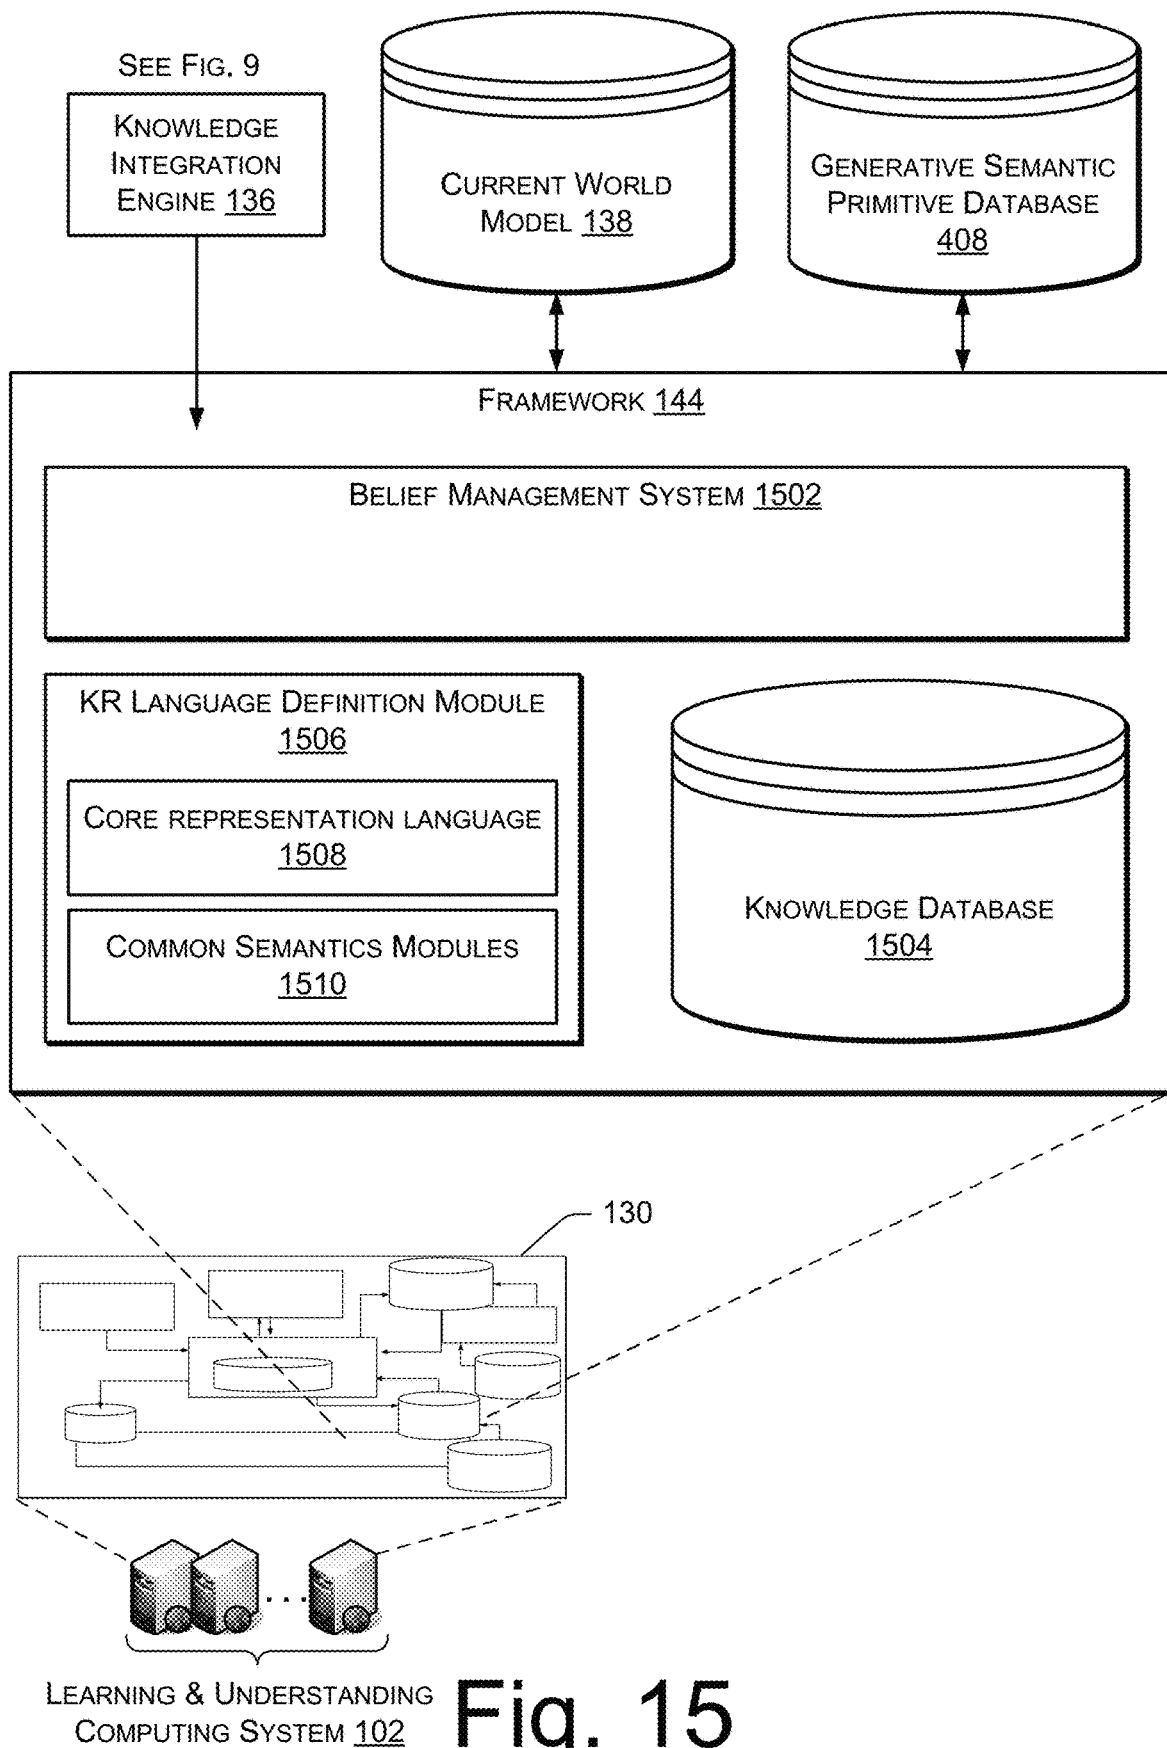 SEE FIG. 9
KNOWLEDGE
INTEGRATION
ENGINE 136
CURRENT WORLD
MODEL 138
GENERATIVE SEMANTIC
PRIMITIVE DATABASE
408
FRAMEWORK 144
BELIEF MANAGEMENT SYSTEM 1502
KR LANGUAGE DEFINITION MODULE
1506
CORE REPRESENTATION LANGUAGE
1508
COMMON SEMANTICS MODULES
1510
KNOWLEDGE DATABASE
1504
130
...
LEARNING & UNDERSTANDING
COMPUTING SYSTEM 102
Fig. 15